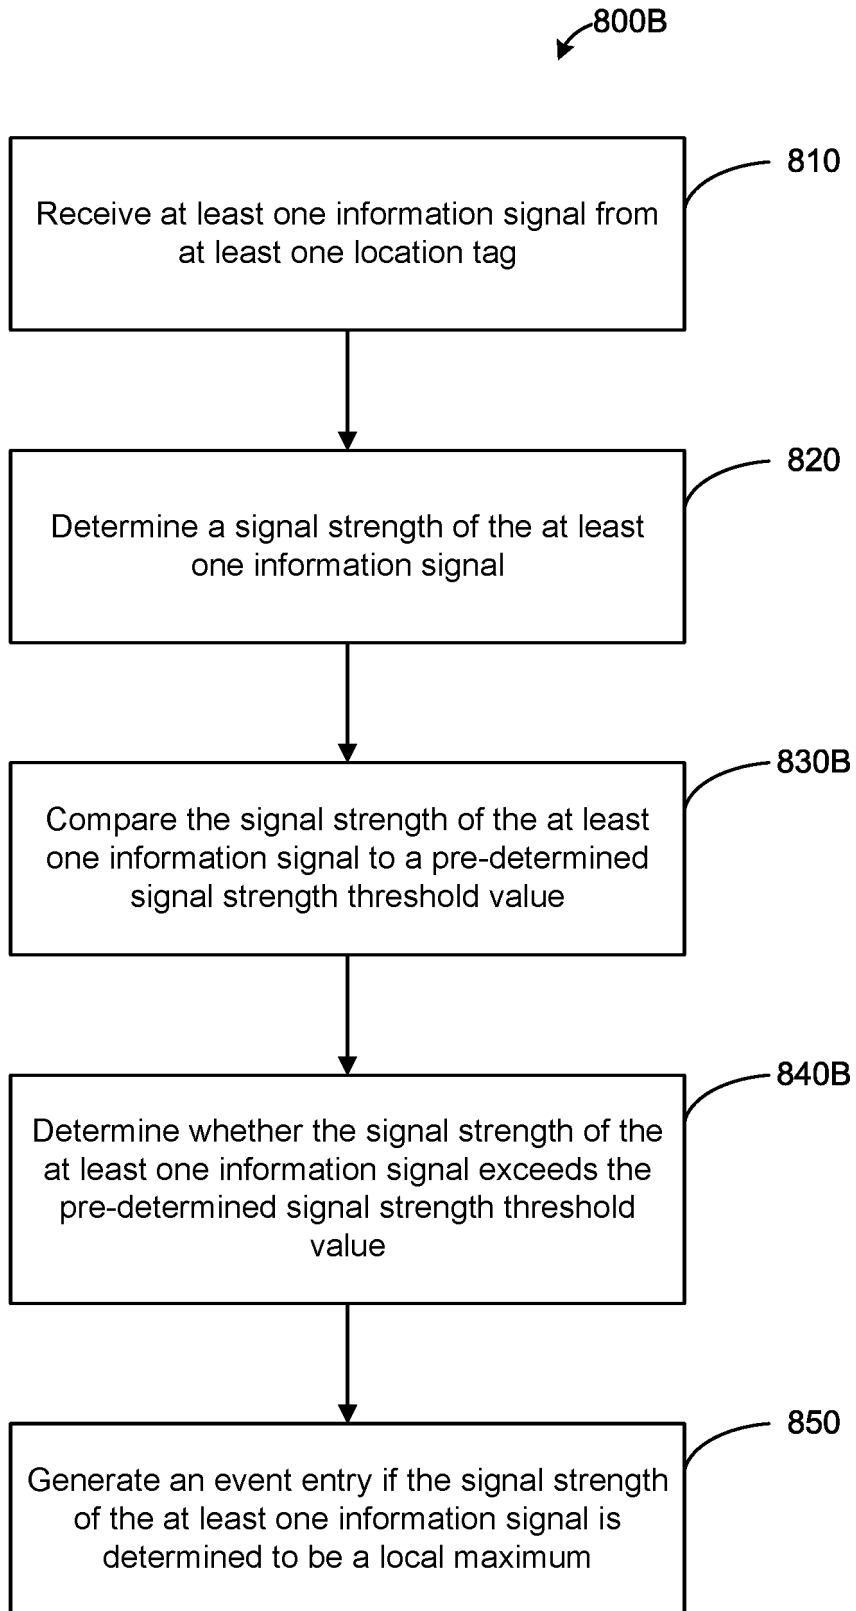 800B
810
Receive at least one information signal from
at least one location tag
820
Determine a signal strength of the at least
one information signal
830B
Compare the signal strength of the at least
one information signal to a pre-determined
signal strength threshold value
840B
Determine whether the signal strength of the
at least one information signal exceeds the
pre-determined signal strength threshold
value
850
Generate an event entry if the signal strength
of the at least one information signal is
determined to be a local maximum